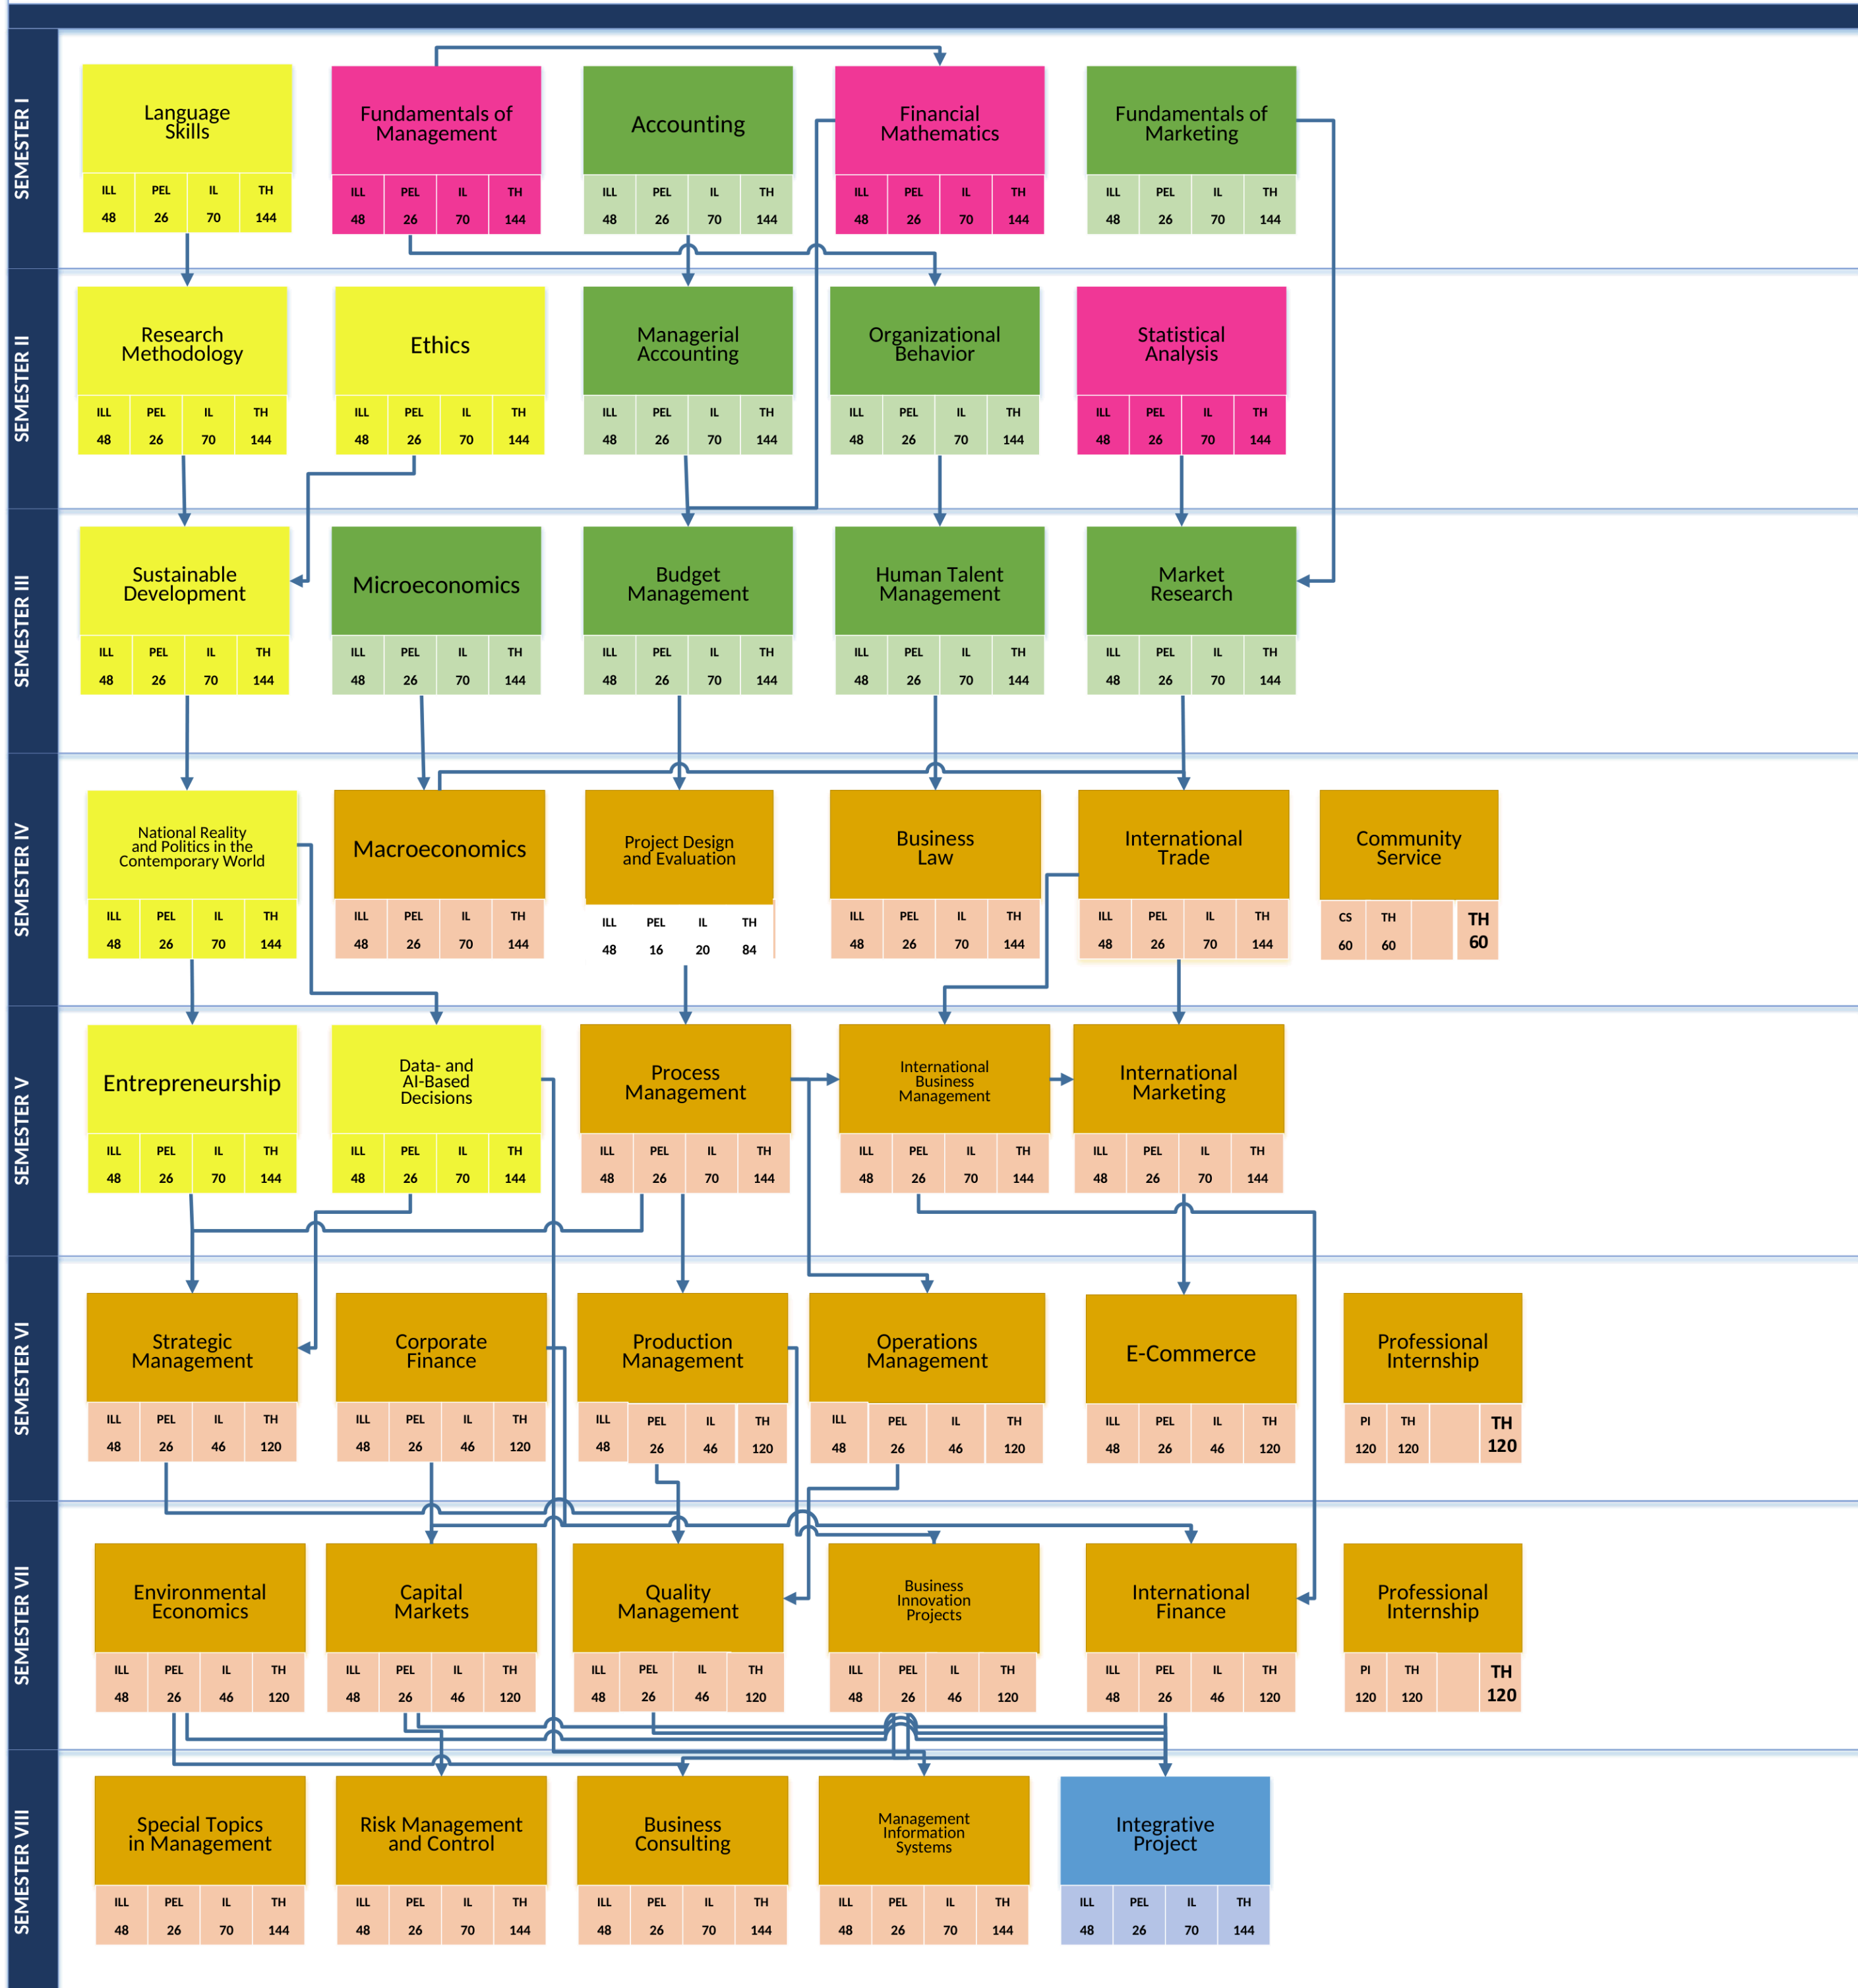 SEMESTER I
Language
Skills
ILL PEL IL TH
48 26 70 144
Fundamentals of
Management
ILL PEL IL TH
48 26 70 144
Accounting
ILL PEL IL TH
48 26 70 144
Financial
Mathematics
ILL PEL IL TH
48 26 70 144
Fundamentals of
Marketing
ILL PEL IL TH
48 26 70 144
SEMESTER II
Research
Methodology
ILL PEL IL TH
48 26 70 144
Ethics
ILL PEL IL TH
48 26 70 144
Managerial
Accounting
ILL PEL IL TH
48 26 70 144
Organizational
Behavior
ILL PEL IL TH
48 26 70 144
Statistical
Analysis
ILL PEL IL TH
48 26 70 144
SEMESTER III
Sustainable
Development
ILL PEL IL TH
48 26 70 144
Microeconomics
ILL PEL IL TH
48 26 70 144
Budget
Management
ILL PEL IL TH
48 26 70 144
Human Talent
Management
ILL PEL IL TH
48 26 70 144
Market
Research
ILL PEL IL TH
48 26 70 144
SEMESTER IV
National Reality
and Politics in the
Contemporary World
ILL PEL IL TH
48 26 70 144
Macroeconomics
ILL PEL IL TH
48 26 70 144
Project Design
and Evaluation
ILL PEL IL TH
48 16 20 84
Business
Law
ILL PEL IL TH
48 26 70 144
International
Trade
ILL PEL IL TH
48 26 70 144
Community
Service
CS TH TH
60 60 60
SEMESTER V
Entrepreneurship
ILL PEL IL TH
48 26 70 144
Data- and
AI-Based
Decisions
ILL PEL IL TH
48 26 70 144
Process
Management
ILL PEL IL TH
48 26 70 144
International
Business
Management
ILL PEL IL TH
48 26 70 144
International
Marketing
ILL PEL IL TH
48 26 70 144
SEMESTER VI
Strategic
Management
ILL PEL IL TH
48 26 46 120
Corporate
Finance
ILL PEL IL TH
48 26 46 120
Production
Management
ILL PEL IL TH
48 26 46 120
Operations
Management
ILL PEL IL TH
48 26 46 120
E-Commerce
ILL PEL IL TH
48 26 46 120
Professional
Internship
PI TH TH
120 120 120
SEMESTER VII
Environmental
Economics
ILL PEL IL TH
48 26 46 120
Capital
Markets
ILL PEL IL TH
48 26 46 120
Quality
Management
ILL PEL IL TH
48 26 46 120
Business
Innovation
Projects
ILL PEL IL TH
48 26 46 120
International
Finance
ILL PEL IL TH
48 26 46 120
Professional
Internship
PI TH TH
120 120 120
SEMESTER VIII
Special Topics
in Management
ILL PEL IL TH
48 26 70 144
Risk Management
and Control
ILL PEL IL TH
48 26 70 144
Business
Consulting
ILL PEL IL TH
48 26 70 144
Management
Information
Systems
ILL PEL IL TH
48 26 70 144
Integrative
Project
ILL PEL IL TH
48 26 70 144